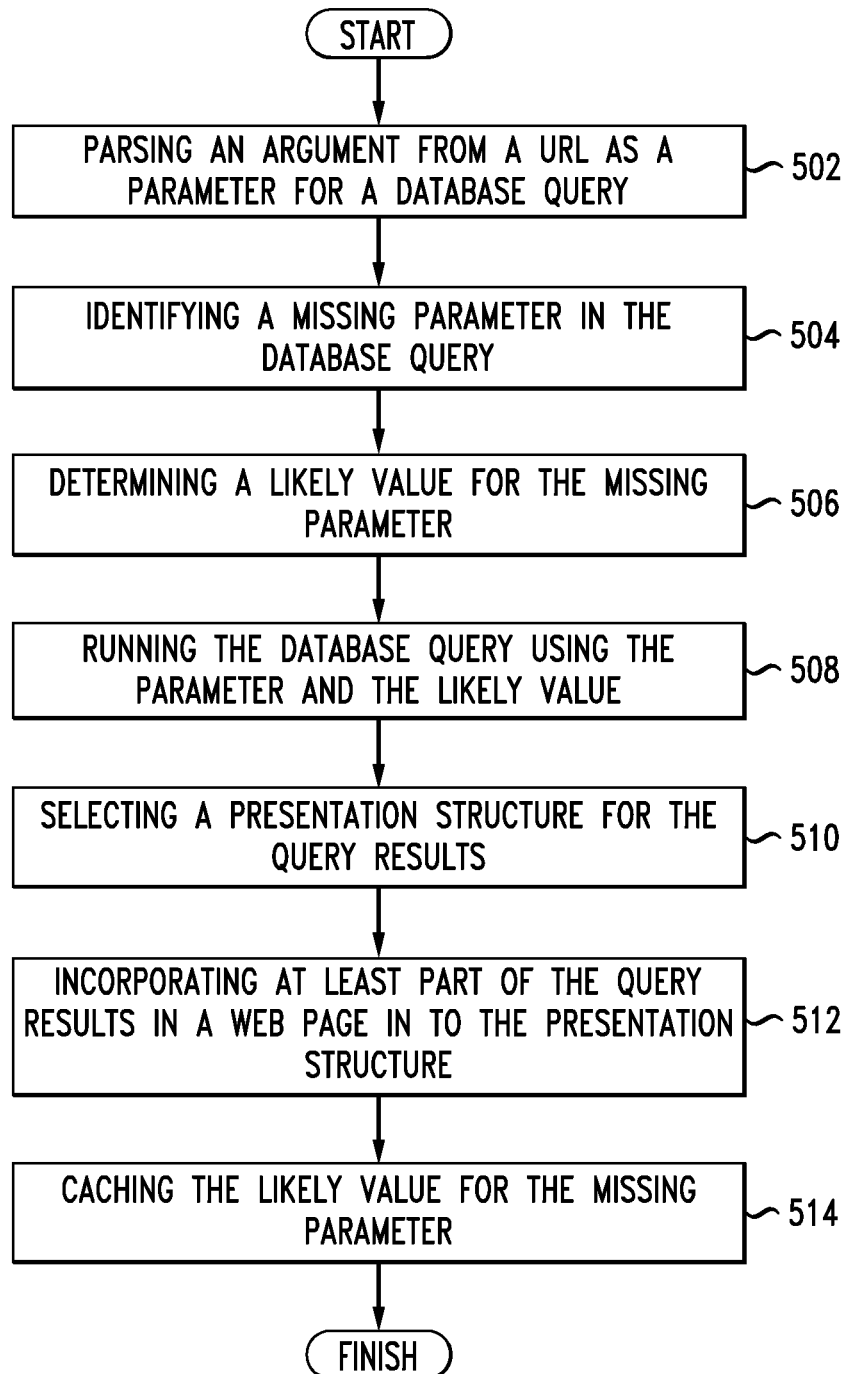 START
PARSING AN ARGUMENT FROM A URL AS A
PARAMETER FOR A DATABASE QUERY
502
IDENTIFYING A MISSING PARAMETER IN THE
DATABASE QUERY
504
DETERMINING A LIKELY VALUE FOR THE MISSING
PARAMETER
506
RUNNING THE DATABASE QUERY USING THE
PARAMETER AND THE LIKELY VALUE
508
SELECTING A PRESENTATION STRUCTURE FOR THE
QUERY RESULTS
510
INCORPORATING AT LEAST PART OF THE QUERY
RESULTS IN A WEB PAGE IN TO THE PRESENTATION
STRUCTURE
512
CACHING THE LIKELY VALUE FOR THE MISSING
PARAMETER
514
FINISH